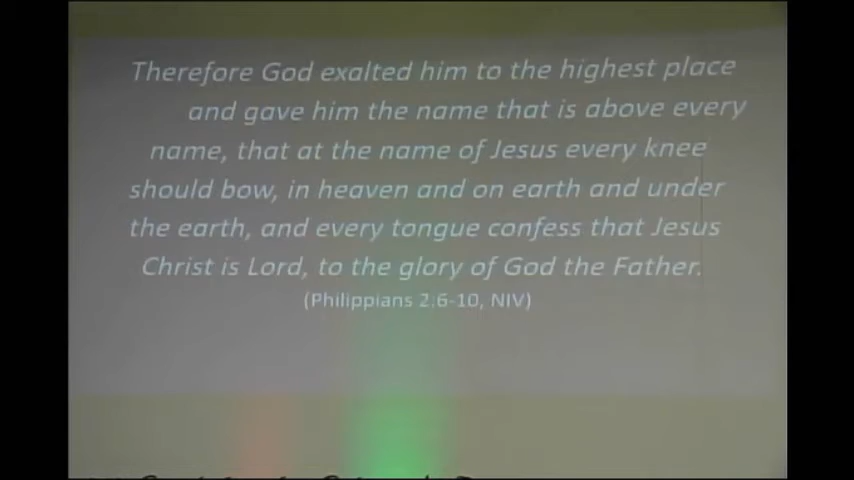 Therefore God exalted him to the highest place
and gave him the name that is above every
name, that at the name of Jesus every knee
should bow, in heaven and on earth and under
the earth, and every tongue confess that Jesus
Christ is Lord, to the glory of God the Father.
(Philippians 2:6-10, NIV)